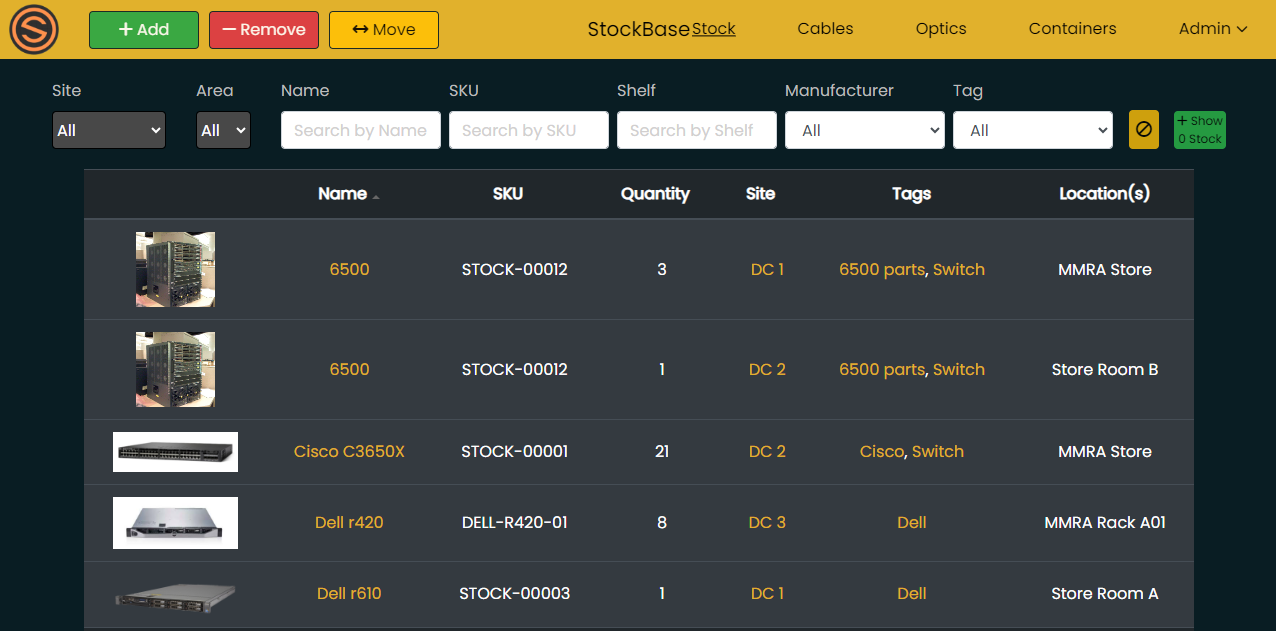 + Add
− Remove
↔ Move
StockBase
Stock
Cables
Optics
Containers
Admin
Site
Area
Name
SKU
Shelf
Manufacturer
Tag
All
All
Search by Name
Search by SKU
Search by Shelf
All
All
+ Show
0 Stock
Name SKU Quantity Site Tags Location(s)
6500 STOCK-00012 3 DC 1 6500 parts, Switch MMRA Store
6500 STOCK-00012 1 DC 2 6500 parts, Switch Store Room B
Cisco C3650X STOCK-00001 21 DC 2 Cisco, Switch MMRA Store
Dell r420 DELL-R420-01 8 DC 3 Dell MMRA Rack A01
Dell r610 STOCK-00003 1 DC 1 Dell Store Room A